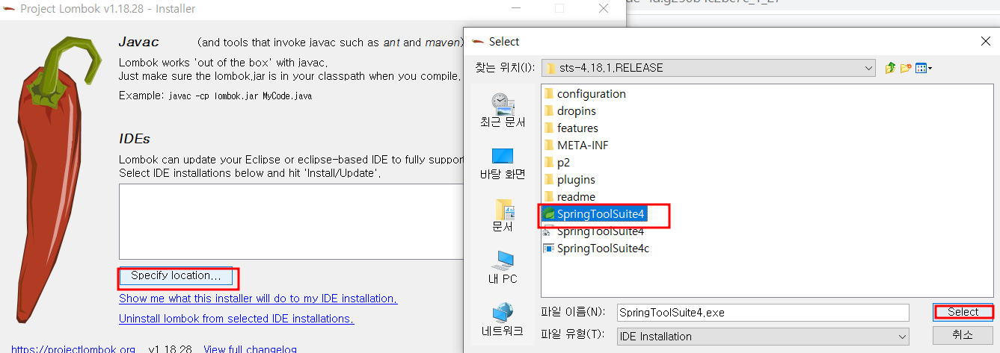 Project Lombok v1.18.28 - Installer
Javac (and tools that invoke javac such as ant and maven)
Lombok works 'out of the box' with javac.
Just make sure the lombok.jar is in your classpath when you compile.
Example: javac -cp lombok.jar MyCode.java
IDEs
Lombok can update your Eclipse or eclipse-based IDE to fully support
Select IDE installations below and hit 'Install/Update'.
Specify location...
Show me what this installer will do to my IDE installation.
Uninstall lombok from selected IDE installations.
https://projectlombok.org v1.18.28 View full changelog
Select
찾는 위치(I): sts-4.18.1.RELEASE
최근 문서
바탕 화면
문서
내 PC
네트워크
configuration
dropins
features
META-INF
p2
plugins
readme
SpringToolSuite4
SpringToolSuite4
SpringToolSuite4c
파일 이름(N): SpringToolSuite4.exe Select
파일 유형(T): IDE Installation 취소